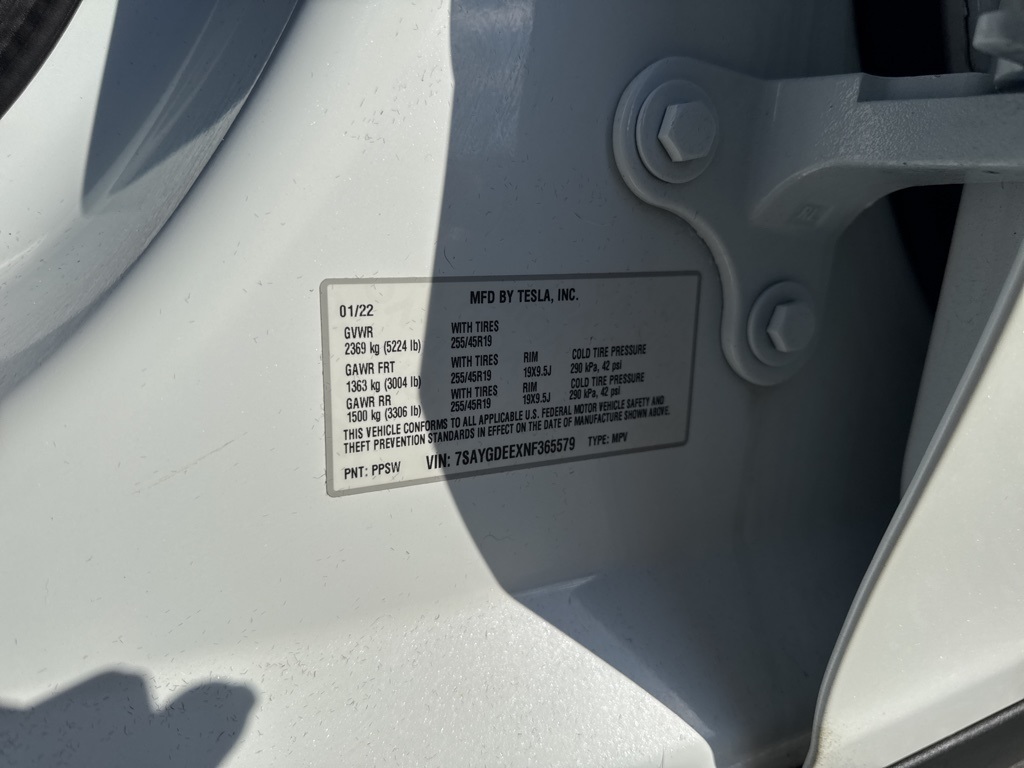 MFD BY TESLA, INC.
01/22
GVWR WITH TIRES
2369 kg (5224 lb) 255/45R19
GAWR FRT WITH TIRES RIM COLD TIRE PRESSURE
1363 kg (3004 lb) 255/45R19 19X9.5J 290 kPa, 42 psi
GAWR RR WITH TIRES RIM COLD TIRE PRESSURE
1500 kg (3306 lb) 255/45R19 19X9.5J 290 kPa, 42 psi
THIS VEHICLE CONFORMS TO ALL APPLICABLE U.S. FEDERAL MOTOR VEHICLE SAFETY AND
THEFT PREVENTION STANDARDS IN EFFECT ON THE DATE OF MANUFACTURE SHOWN ABOVE.
PNT: PPSW VIN: 7SAYGDEEXNF365579 TYPE: MPV